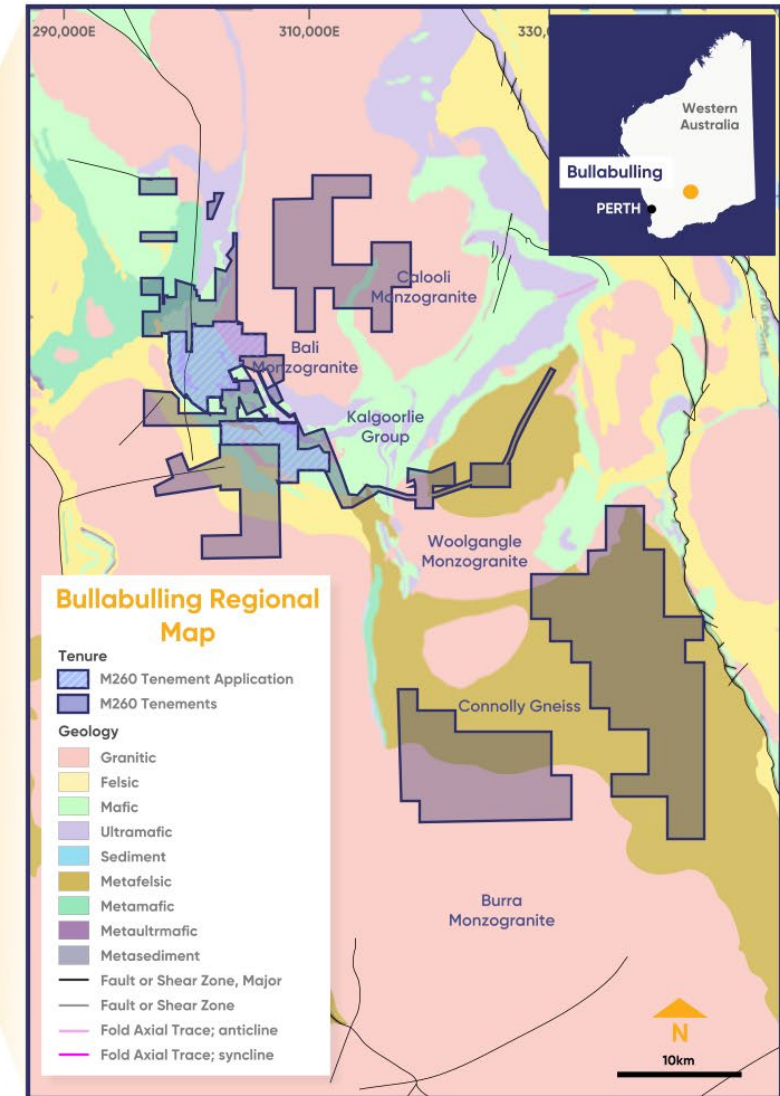 290,000E
310,000E
330,
Western
Australia
Bullabulling
PERTH
Calooli
Monzogranite
Bali
Monzogranite
Kalgoorlie
Group
Woolgangle
Monzogranite
Connolly Gneiss
Burra
Monzogranite
Bullabulling Regional
Map
Tenure
M260 Tenement Application
M260 Tenements
Geology
Granitic
Felsic
Mafic
Ultramafic
Sediment
Metafelsic
Metamafic
Metaultrmafic
Metasediment
Fault or Shear Zone, Major
Fault or Shear Zone
Fold Axial Trace; anticline
Fold Axial Trace; syncline
N
10km